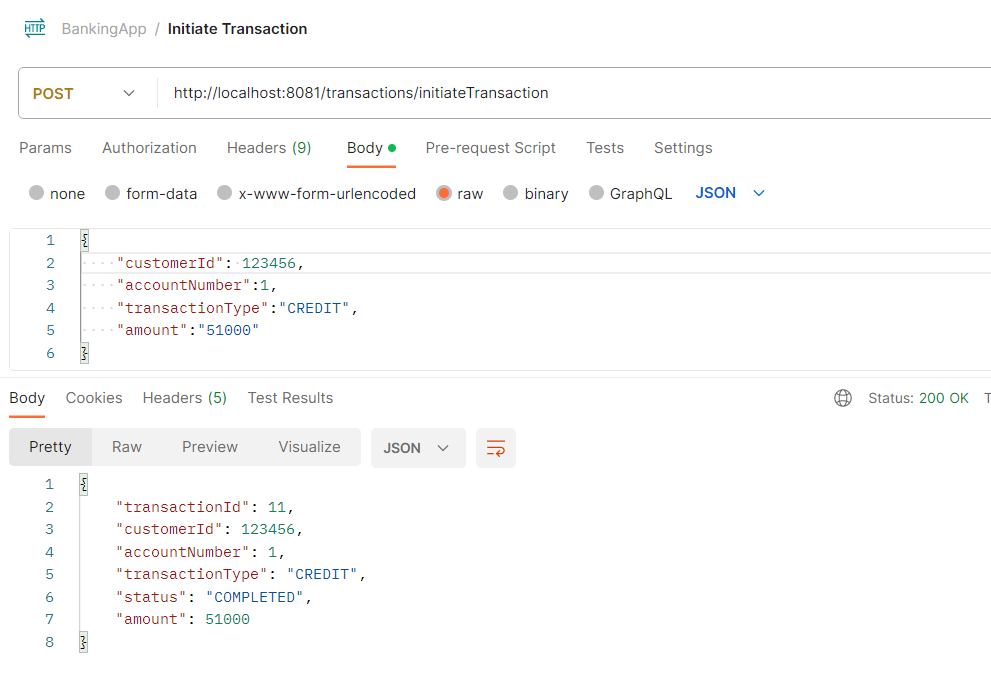 HTTP BankingApp / Initiate Transaction
POST http://localhost:8081/transactions/initiateTransaction
Params Authorization Headers (9) Body Pre-request Script Tests Settings
none form-data x-www-form-urlencoded raw binary GraphQL JSON
1 {
2 "customerId": 123456,
3 "accountNumber":1,
4 "transactionType":"CREDIT",
5 "amount":"51000"
6 }
Body Cookies Headers (5) Test Results Status: 200 OK T
Pretty Raw Preview Visualize JSON
1 {
2 "transactionId": 11,
3 "customerId": 123456,
4 "accountNumber": 1,
5 "transactionType": "CREDIT",
6 "status": "COMPLETED",
7 "amount": 51000
8 }